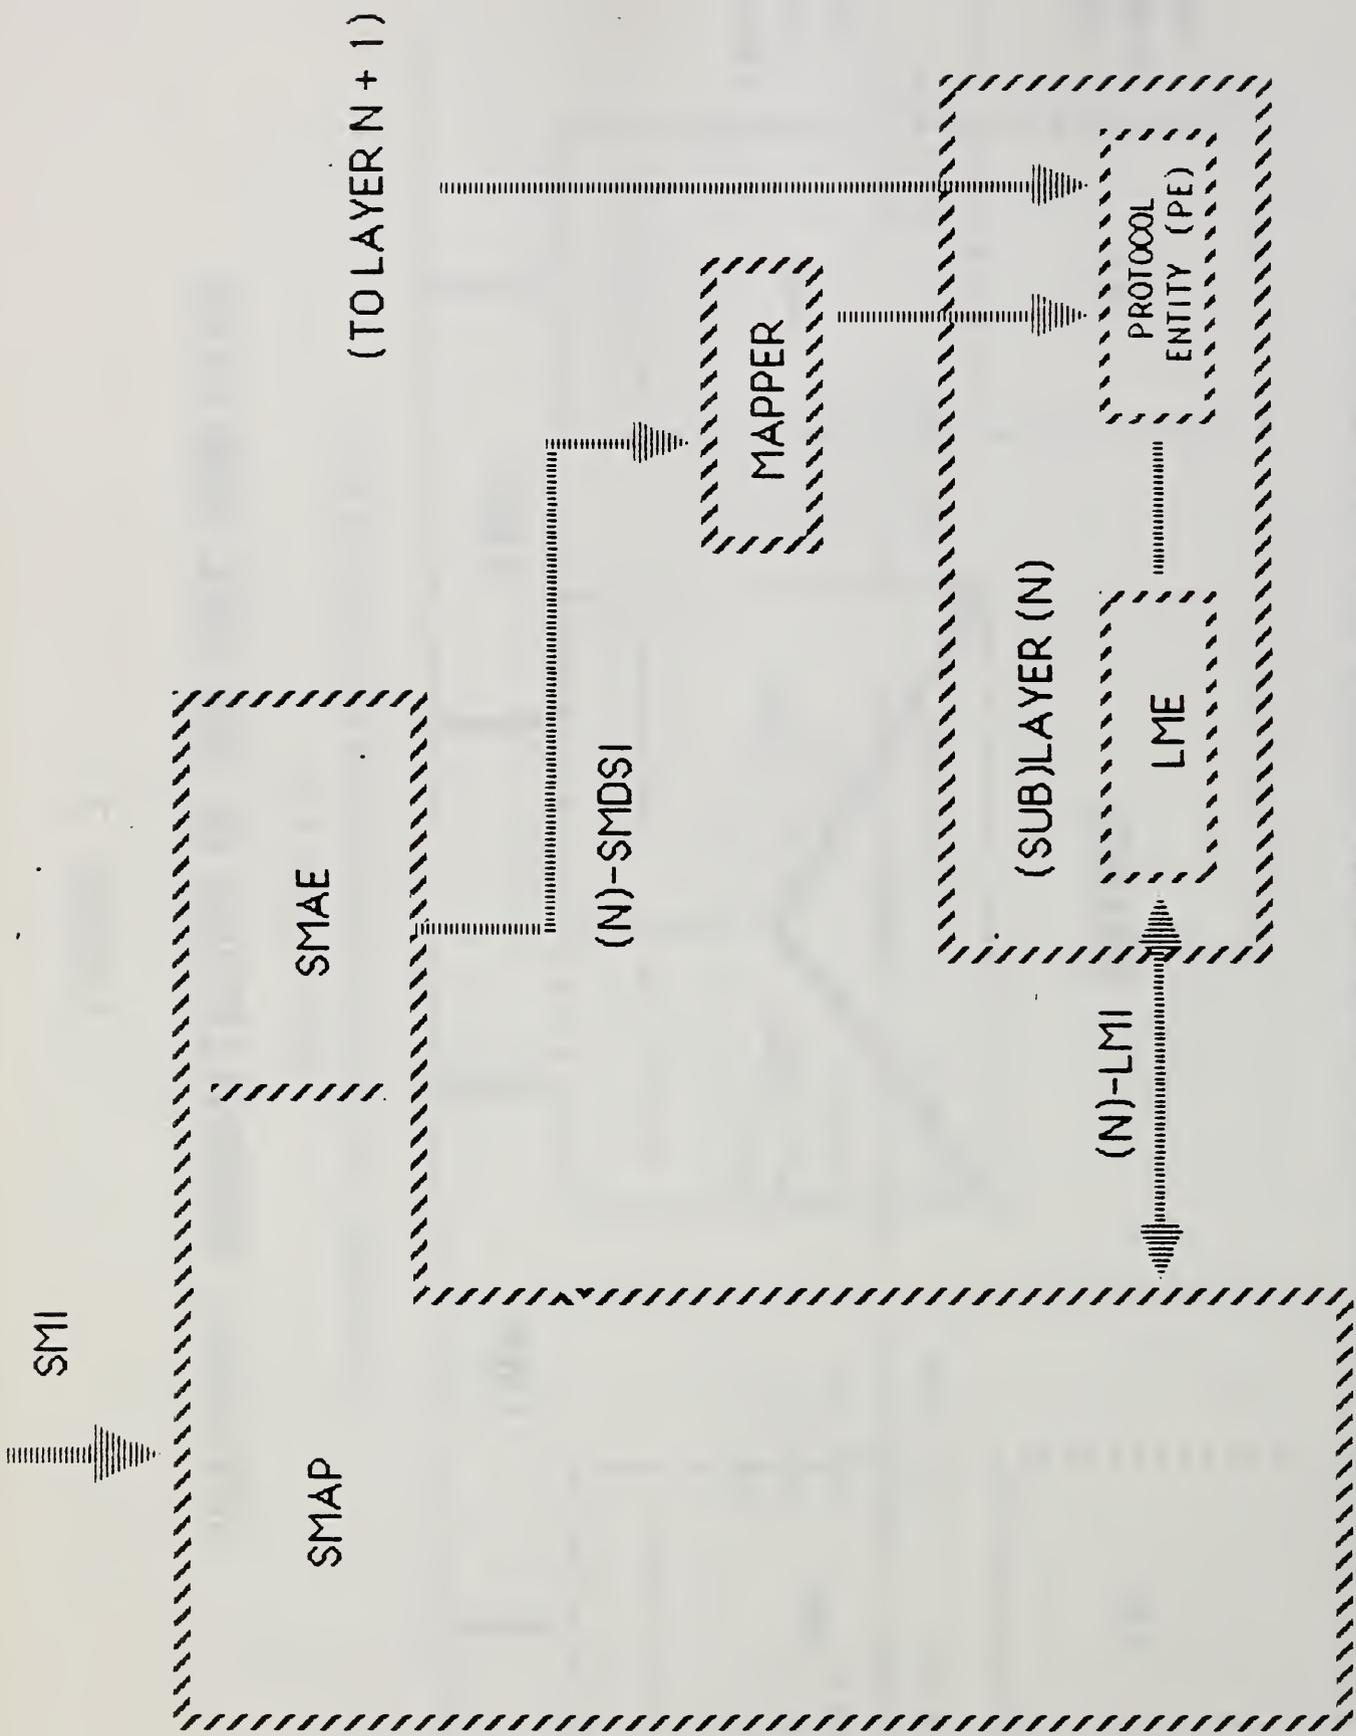 SMI
SMAP
SMAE
(TO LAYER N + 1)
(N)-SMDSI
MAPPER
(SUB)LAYER (N)
(N)-LMI
LME
PROTOCOL
ENTITY (PE)